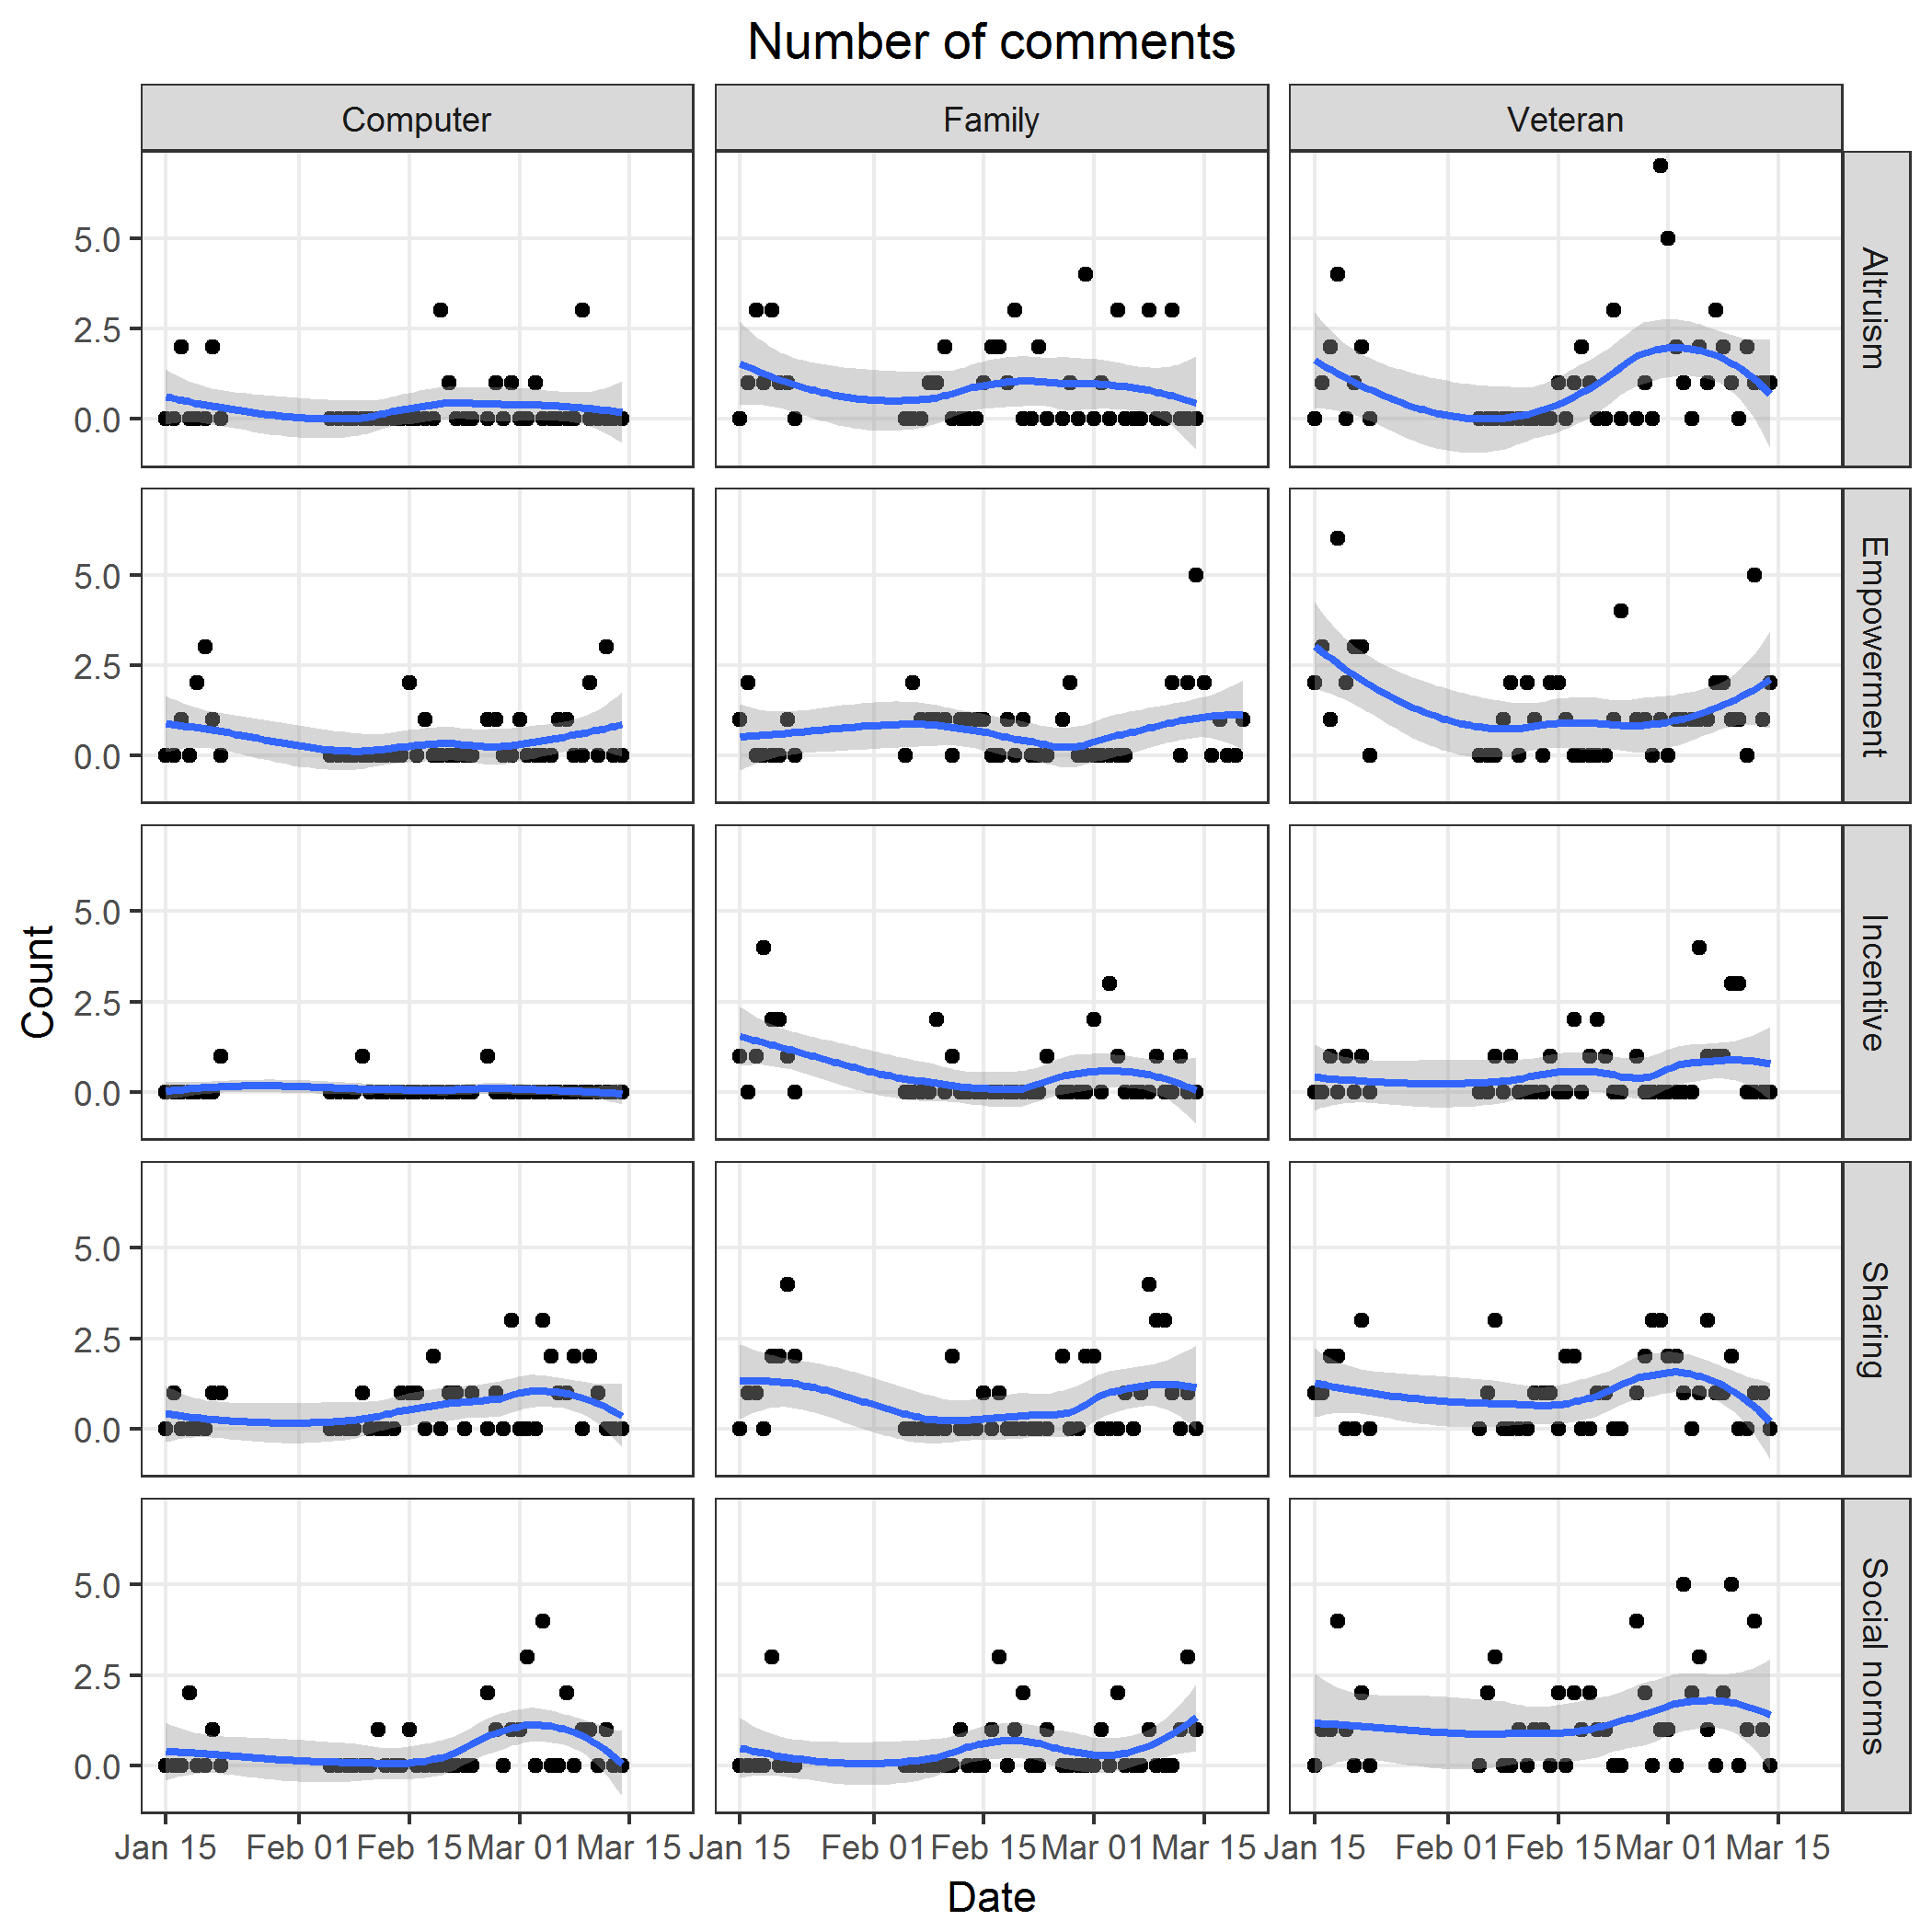 Number of comments
Computer Family Veteran
Altruism
5.0
2.5
0.0
Empowerment
5.0
2.5
0.0
Incentive
5.0
2.5
0.0
Sharing
5.0
2.5
0.0
Social norms
5.0
2.5
0.0
Count
Jan 15 Feb 01 Feb 15 Mar 01 Mar 15 Jan 15 Feb 01 Feb 15 Mar 01 Mar 15 Jan 15 Feb 01 Feb 15 Mar 01 Mar 15
Date